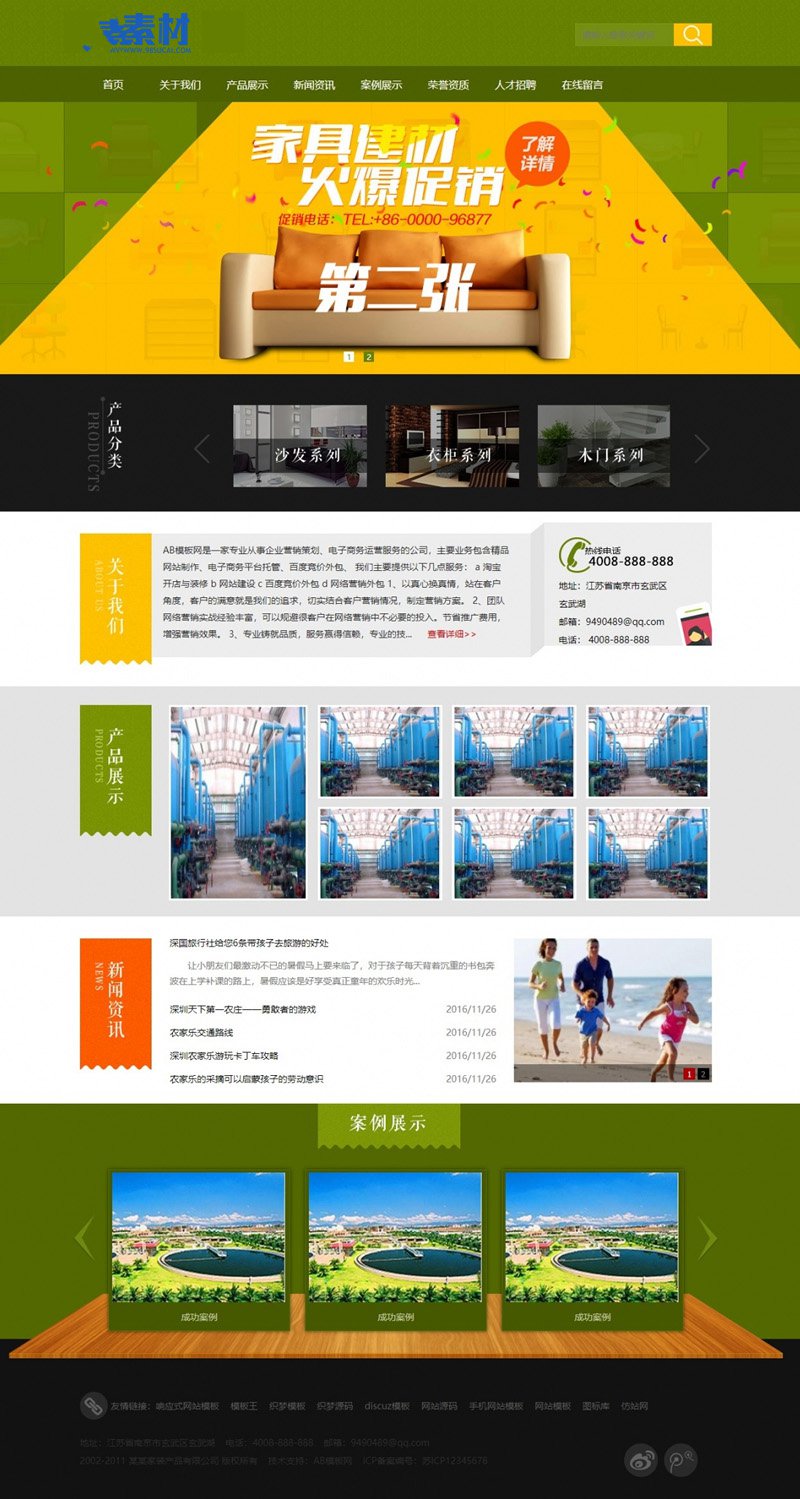 素材
WWW.985UCAI.COM
首页 关于我们 产品展示 新闻资讯 案例展示 荣誉资质 人才招聘 在线留言
家具建材
火爆促销
了解
详情
促销电话：TEL:+86-0000-96877
第二张
1 2
产品分类
PRODUCTS
沙发系列 衣柜系列 木门系列
关于我们
ABOUT US
AB模板网是一家专业从事企业营销策划、电子商务运营服务的公司，主要业务包含精品
网站制作、电子商务平台托管、百度竞价外包、 我们主要提供以下几点服务： a 淘宝
开店与装修 b 网站建设 c 百度竞价外包 d 网络营销外包 1、以真心换真情，站在客户
角度，客户的满意就是我们的追求，切实结合客户营销情况，制定营销方案。 2、团队
网络营销实战经验丰富，可以规避很客户在网络营销中不必要的投入。节省推广费用，
增强营销效果。 3、专业铸就品质，服务赢得信赖，专业的技... 查看详细>>
热线电话
4008-888-888
地址：江苏省南京市玄武区
玄武湖
邮箱：9490489@qq.com
电话： 4008-888-888
产品展示
PRODUCTS
新闻资讯
NEWS
深国旅行社给您6条带孩子去旅游的好处
让小朋友们最激动不已的暑假马上要来临了，对于孩子每天背着沉重的书包奔
波在上学补课的路上，暑假应该是好享受真正童年的欢乐时光...
深圳天下第一农庄——勇敢者的游戏 2016/11/26
农家乐交通路线 2016/11/26
深圳农家乐游玩卡丁车攻略 2016/11/26
农家乐的采摘可以启蒙孩子的劳动意识 2016/11/26
1 2
案例展示
成功案例 成功案例 成功案例
友情链接：响应式网站模板 模板王 织梦模板 织梦源码 discuz模板 网站源码 手机网站模板 网站模板 图标库 仿站网
地址：江苏省南京市玄武区玄武湖 电话：4008-888-888 邮箱：9490489@qq.com
2002-2011 某某家装产品有限公司 版权所有 技术支持：AB模板网 ICP备案编号：苏ICP12345678